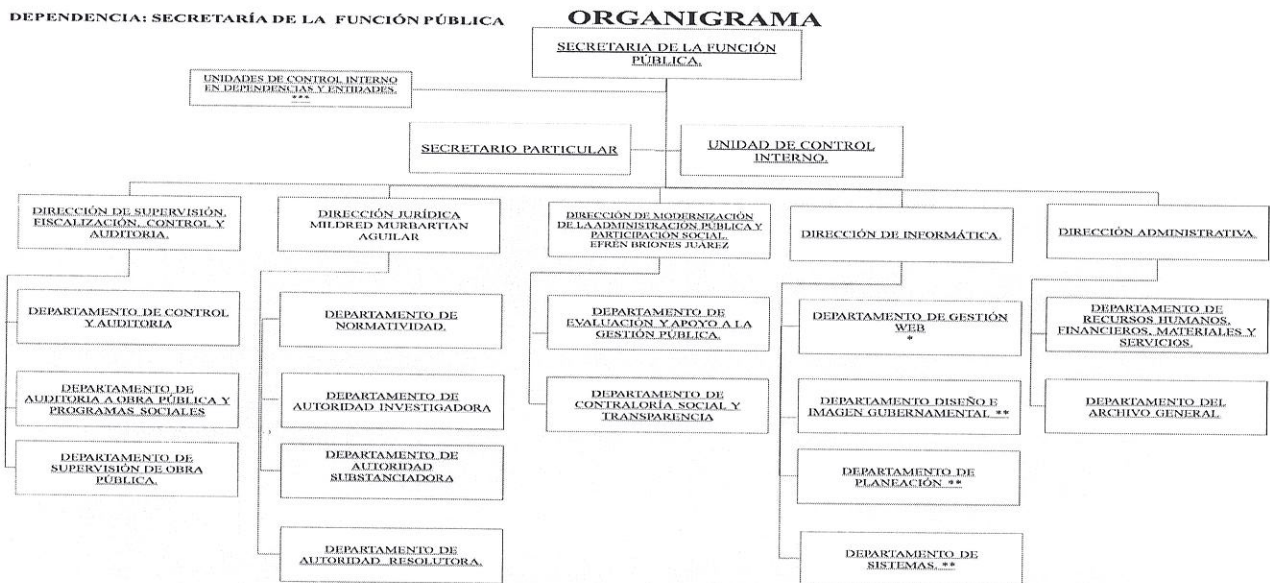 DEPENDENCIA: SECRETARÍA DE LA FUNCIÓN PÚBLICA
ORGANIGRAMA
SECRETARIA DE LA FUNCIÓN
PÚBLICA.
UNIDADES DE CONTROL INTERNO
EN DEPENDENCIAS Y ENTIDADES.
***
SECRETARIO PARTICULAR
UNIDAD DE CONTROL
INTERNO.
DIRECCIÓN DE SUPERVISIÓN,
FISCALIZACIÓN, CONTROL Y
AUDITORIA.
DIRECCIÓN JURÍDICA
MILDRED MURBARTIAN
AGUILAR
DIRECCIÓN DE MODERNIZACIÓN
DE LA ADMINISTRACIÓN PUBLICA Y
PARTICIPACIÓN SOCIAL.
EFRÉN BRIONES JUÁREZ
DIRECCIÓN DE INFORMÁTICA.
DIRECCIÓN ADMINISTRATIVA.
DEPARTAMENTO DE CONTROL
Y AUDITORIA
DEPARTAMENTO DE
AUDITORIA A OBRA PÚBLICA Y
PROGRAMAS SOCIALES
DEPARTAMENTO DE
SUPERVISIÓN DE OBRA
PÚBLICA.
DEPARTAMENTO DE
NORMATIVIDAD.
DEPARTAMENTO DE
AUTORIDAD INVESTIGADORA
DEPARTAMENTO DE
AUTORIDAD
SUBSTANCIADORA
DEPARTAMENTO DE
AUTORIDAD RESOLUTORA.
DEPARTAMENTO DE
EVALUACIÓN Y APOYO A LA
GESTIÓN PÚBLICA.
DEPARTAMENTO DE
CONTRALORÍA SOCIAL Y
TRANSPARENCIA
DEPARTAMENTO DE GESTIÓN
WEB
*
DEPARTAMENTO DISEÑO E
IMAGEN GUBERNAMENTAL **
DEPARTAMENTO DE
PLANEACIÓN **
DEPARTAMENTO DE
SISTEMAS. **
DEPARTAMENTO DE
RECURSOS HUMANOS,
FINANCIEROS, MATERIALES Y
SERVICIOS.
DEPARTAMENTO DEL
ARCHIVO GENERAL